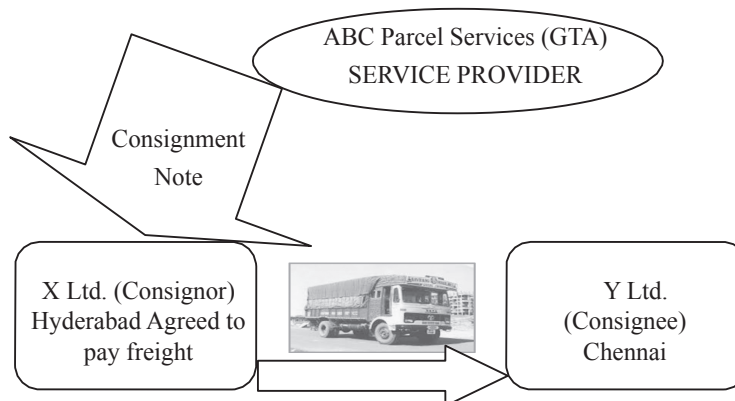 ABC Parcel Services (GTA)
SERVICE PROVIDER
Consignment
Note
X Ltd. (Consignor)
Hyderabad Agreed to
pay freight
Y Ltd.
(Consignee)
Chennai